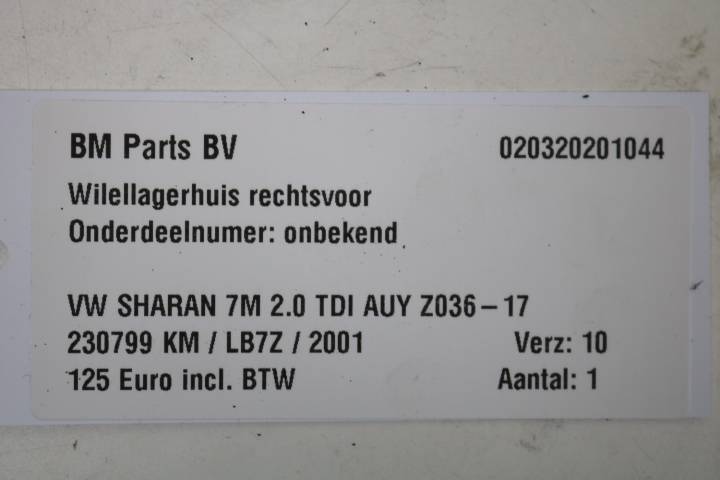 BM Parts BV 020320201044
Wilellagerhuis rechtsvoor
Onderdeelnumer: onbekend
VW SHARAN 7M 2.0 TDI AUY Z036-17
230799 KM / LB7Z / 2001 Verz: 10
125 Euro incl. BTW Aantal: 1